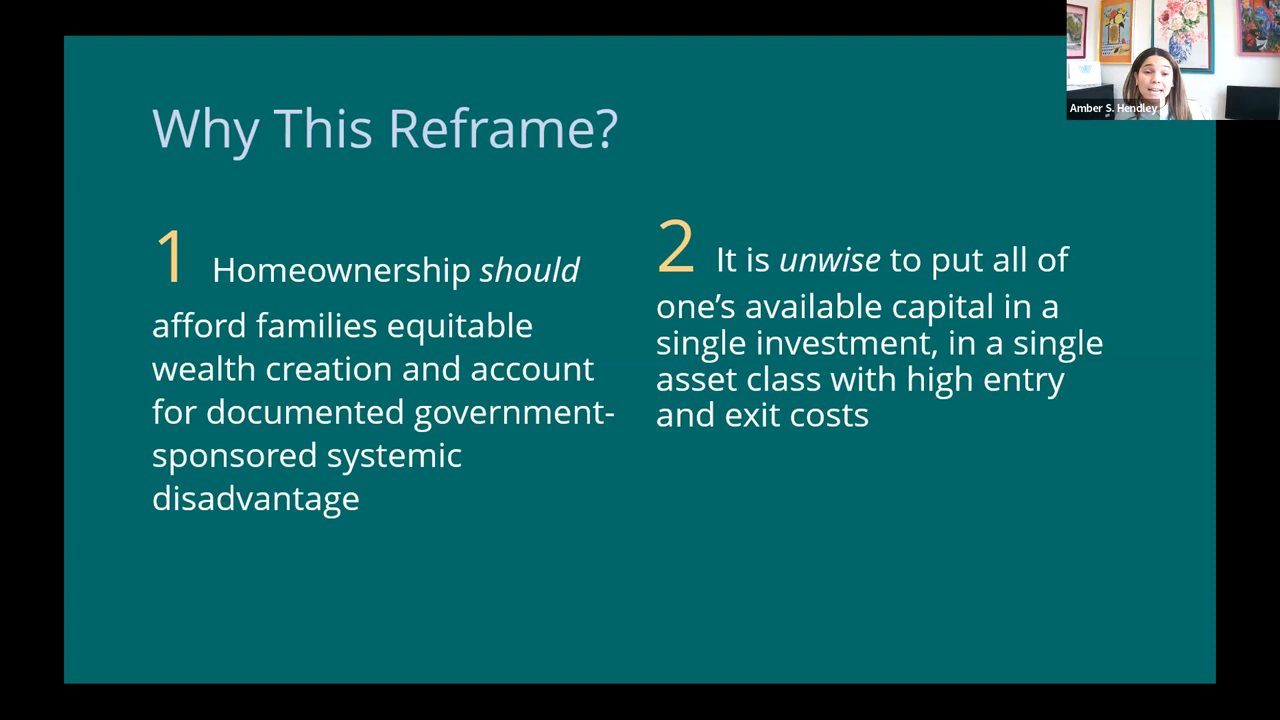 Why This Reframe?
1 Homeownership should
afford families equitable
wealth creation and account
for documented government-
sponsored systemic
disadvantage
2 It is unwise to put all of
one’s available capital in a
single investment, in a single
asset class with high entry
and exit costs
Amber S. Hendley